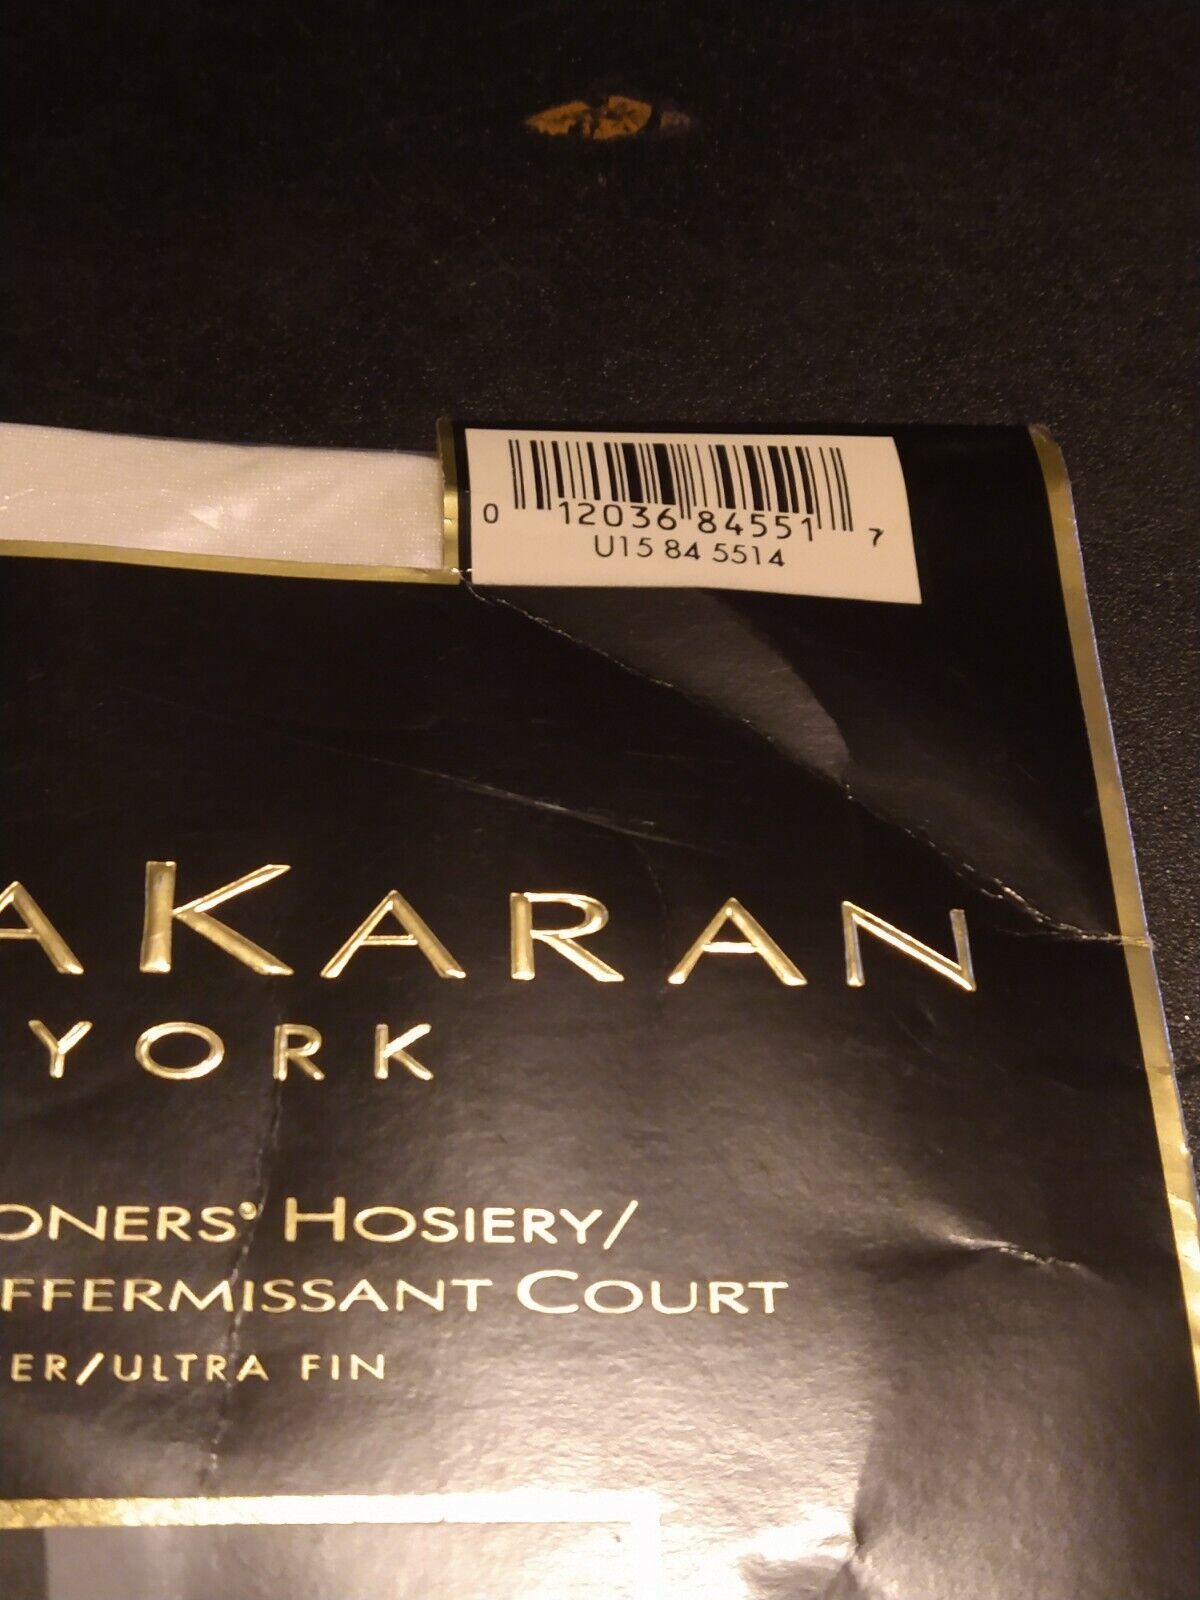 0 12036 84551 7
U15 84 5514
AKARAN
YORK
ONERS' HOSIERY/
FFERMISSANT COURT
ER/ULTRA FIN